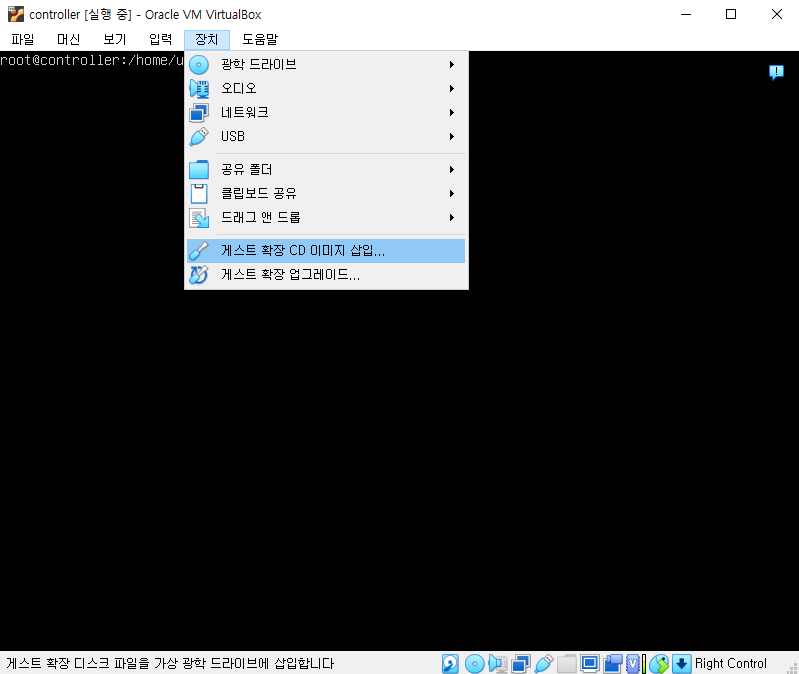 controller [실행 중] - Oracle VM VirtualBox
파일 머신 보기 입력 장치 도움말
root@controller:/home/u
광학 드라이브
오디오
네트워크
USB
공유 폴더
클립보드 공유
드래그 앤 드롭
게스트 확장 CD 이미지 삽입...
게스트 확장 업그레이드...
게스트 확장 디스크 파일을 가상 광학 드라이브에 삽입합니다
Right Control